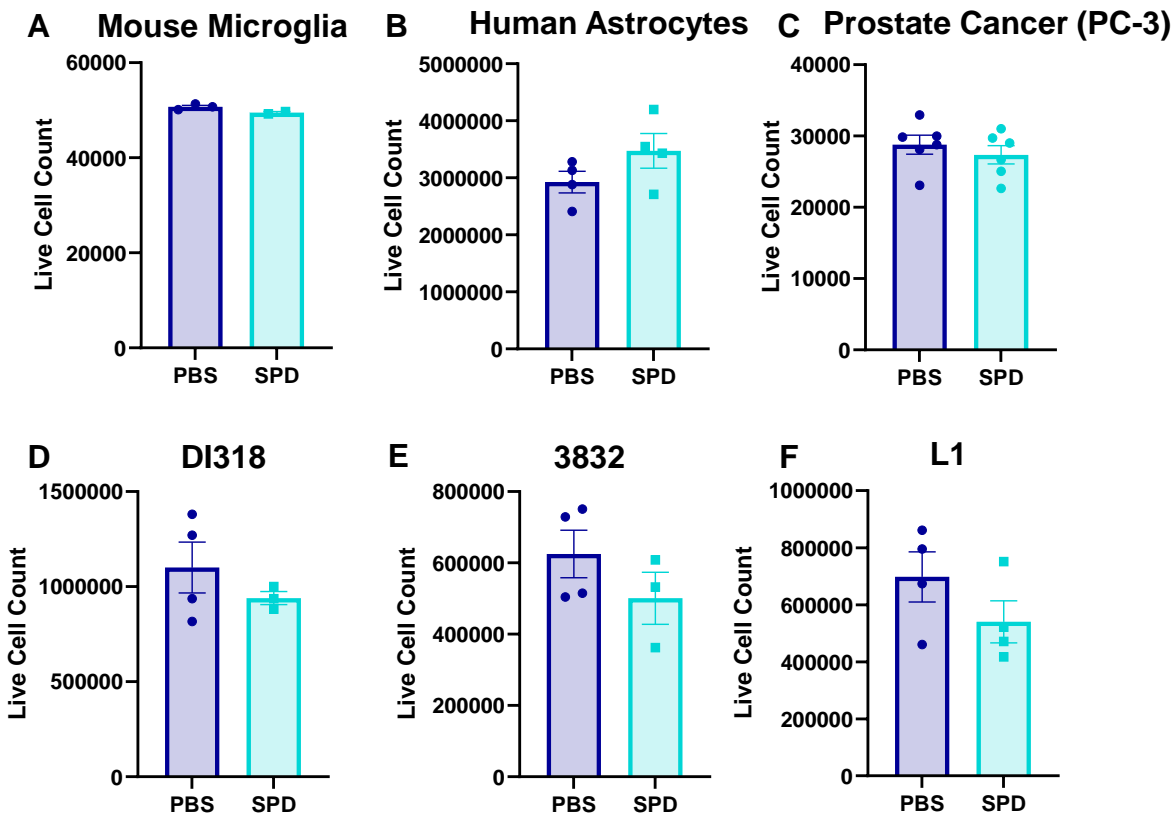 A Mouse Microglia
Live Cell Count
60000
40000
20000
0
PBS SPD
B Human Astrocytes
Live Cell Count
5000000
4000000
3000000
2000000
1000000
0
PBS SPD
C Prostate Cancer (PC-3)
Live Cell Count
40000
30000
20000
10000
0
PBS SPD
D DI318
Live Cell Count
1500000
1000000
500000
0
PBS SPD
E 3832
Live Cell Count
800000
600000
400000
200000
0
PBS SPD
F L1
Live Cell Count
1000000
800000
600000
400000
200000
0
PBS SPD